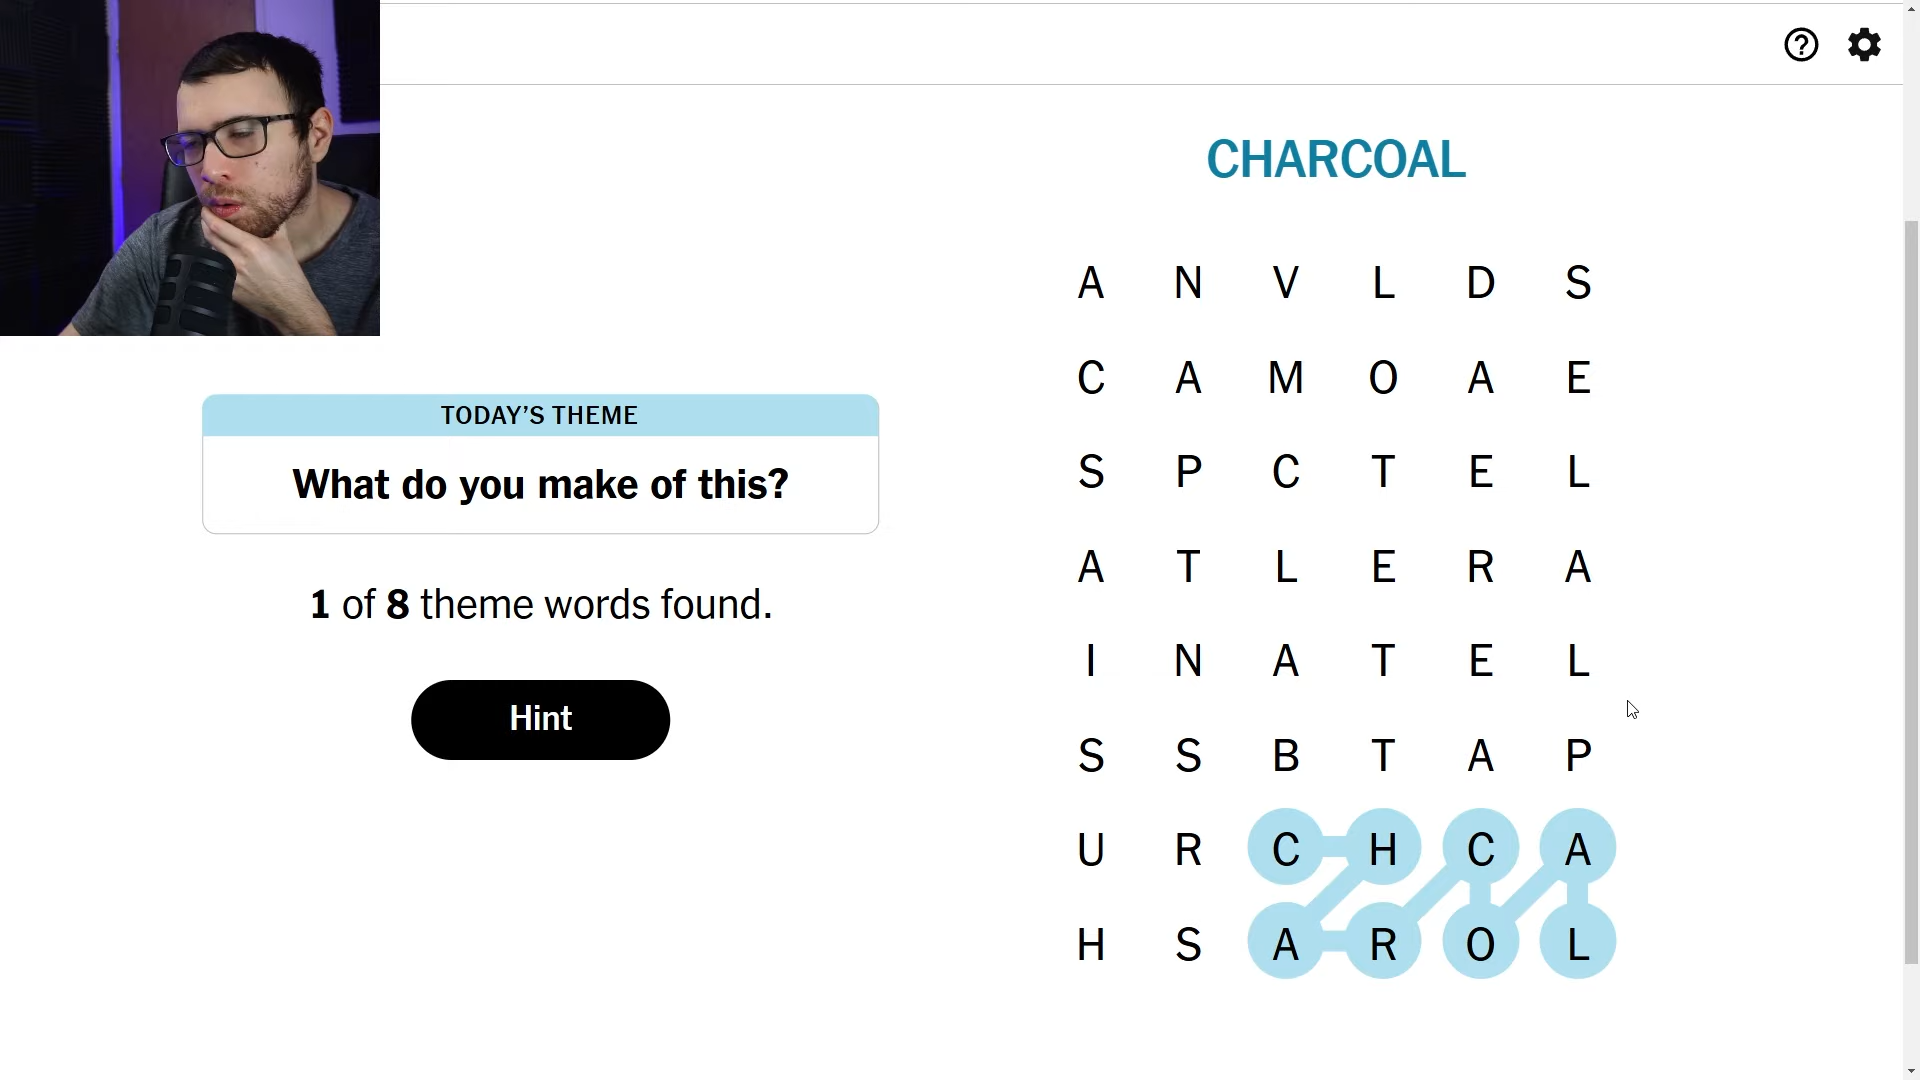 CHARCOAL
TODAY'S THEME
What do you make of this?
1 of 8 theme words found.
Hint
A N V L D S
C A M O A E
S P C T E L
A T L E R A
I N A T E L
S S B T A P
U R C H C A
H S A R O L